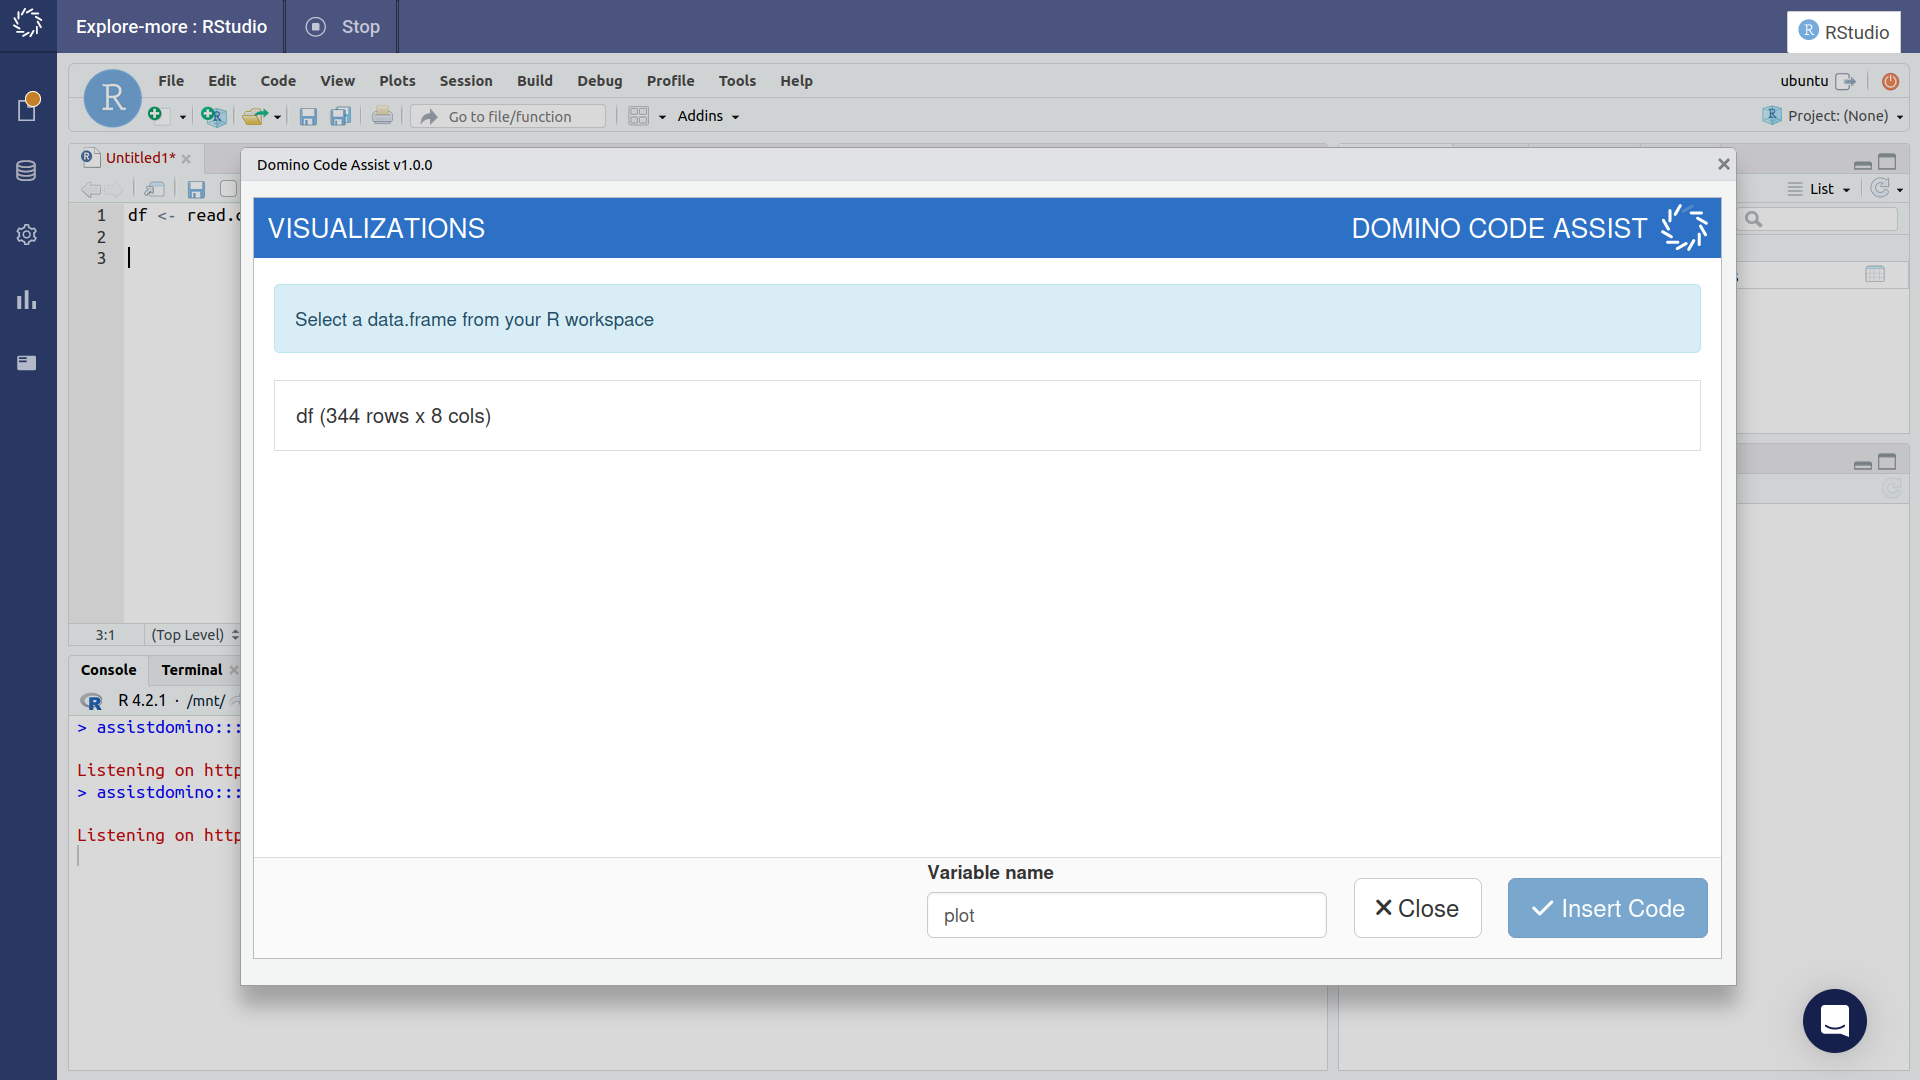 Explore-more : RStudio
Stop
RStudio
R
File Edit Code View Plots Session Build Debug Profile Tools Help
ubuntu
Go to file/function
Addins
Project: (None)
Untitled1*
Domino Code Assist v1.0.0
List
1 df <- read.
2
3
VISUALIZATIONS
DOMINO CODE ASSIST
Select a data.frame from your R workspace
df (344 rows x 8 cols)
3:1 (Top Level)
Console Terminal
R 4.2.1 · /mnt/
> assistdomino:::
Listening on http
> assistdomino:::
Listening on http
Variable name
plot
Close
Insert Code